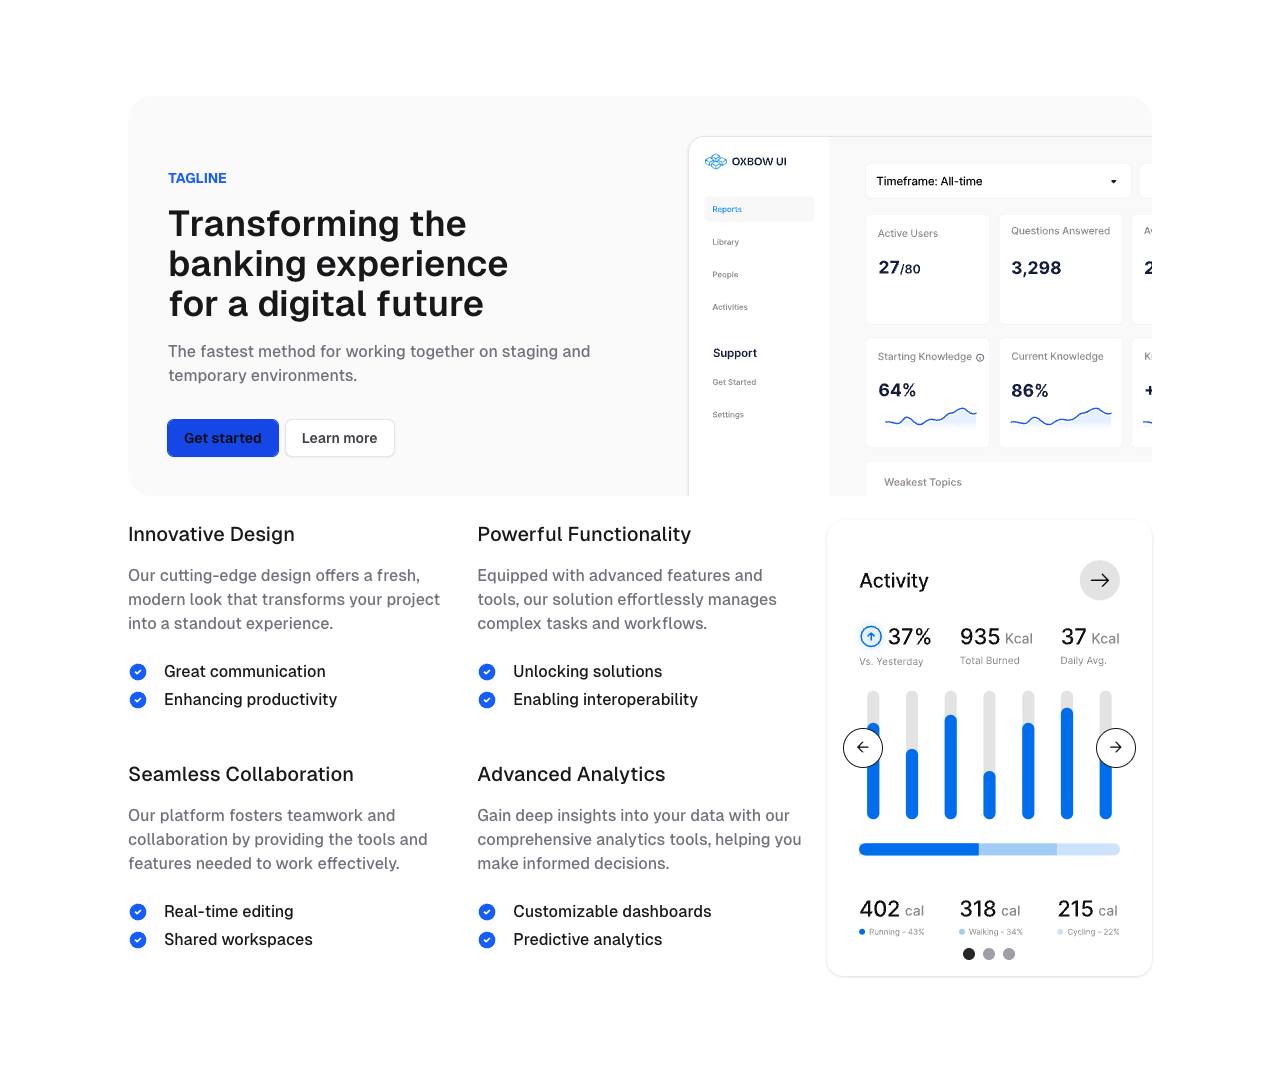 TAGLINE
Transforming the
banking experience
for a digital future
The fastest method for working together on staging and
temporary environments.
Get started
Learn more
OXBOW UI
Reports
Library
People
Activities
Support
Get Started
Settings
Timeframe: All-time
Active Users
27/80
Questions Answered
3,298
Starting Knowledge
64%
Current Knowledge
86%
Weakest Topics
Innovative Design
Our cutting-edge design offers a fresh,
modern look that transforms your project
into a standout experience.
Great communication
Enhancing productivity
Powerful Functionality
Equipped with advanced features and
tools, our solution effortlessly manages
complex tasks and workflows.
Unlocking solutions
Enabling interoperability
Seamless Collaboration
Our platform fosters teamwork and
collaboration by providing the tools and
features needed to work effectively.
Real-time editing
Shared workspaces
Advanced Analytics
Gain deep insights into your data with our
comprehensive analytics tools, helping you
make informed decisions.
Customizable dashboards
Predictive analytics
Activity
37% 935 Kcal 37 Kcal
Vs. Yesterday Total Burned Daily Avg.
402 cal 318 cal 215 cal
Running - 43% Walking - 34% Cycling - 22%